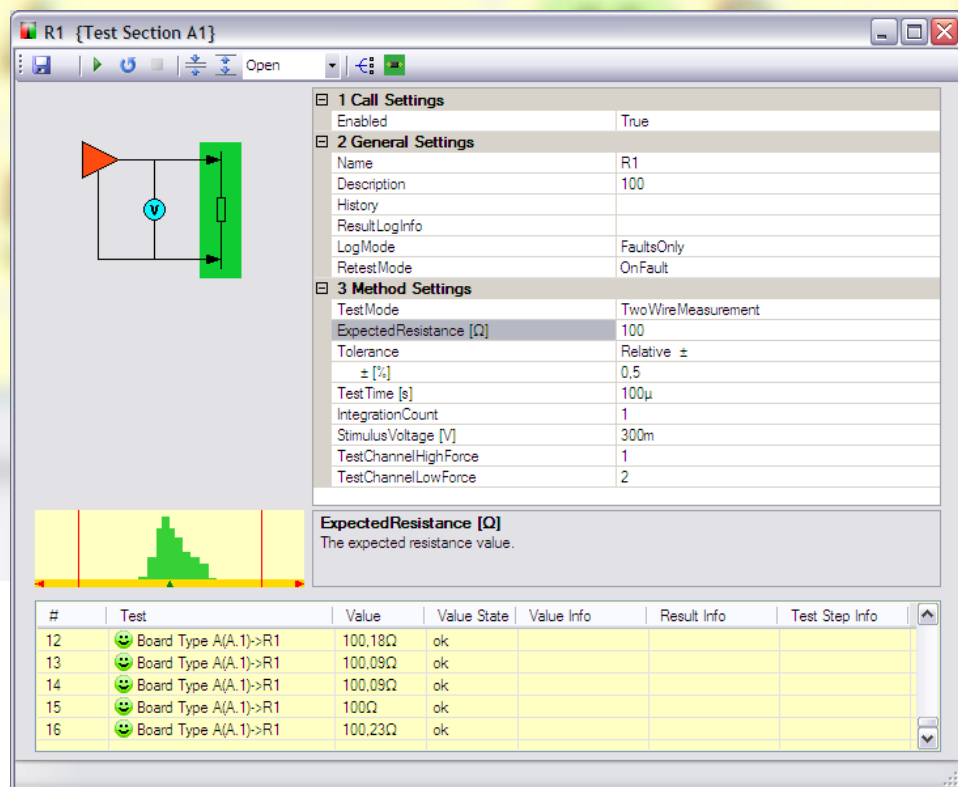 R1 {Test Section A1}
Open
1 Call Settings
Enabled True
2 General Settings
Name R1
Description 100
History
ResultLogInfo
LogMode FaultsOnly
RetestMode OnFault
3 Method Settings
TestMode TwoWireMeasurement
ExpectedResistance [Ω] 100
Tolerance Relative ±
± [%] 0,5
TestTime [s] 100µ
IntegrationCount 1
StimulusVoltage [V] 300m
TestChannelHighForce 1
TestChannelLowForce 2
V
ExpectedResistance [Ω]
The expected resistance value.
# Test Value Value State Value Info Result Info Test Step Info
12 Board Type A(A.1)->R1 100,18Ω ok
13 Board Type A(A.1)->R1 100,09Ω ok
14 Board Type A(A.1)->R1 100,09Ω ok
15 Board Type A(A.1)->R1 100Ω ok
16 Board Type A(A.1)->R1 100,23Ω ok